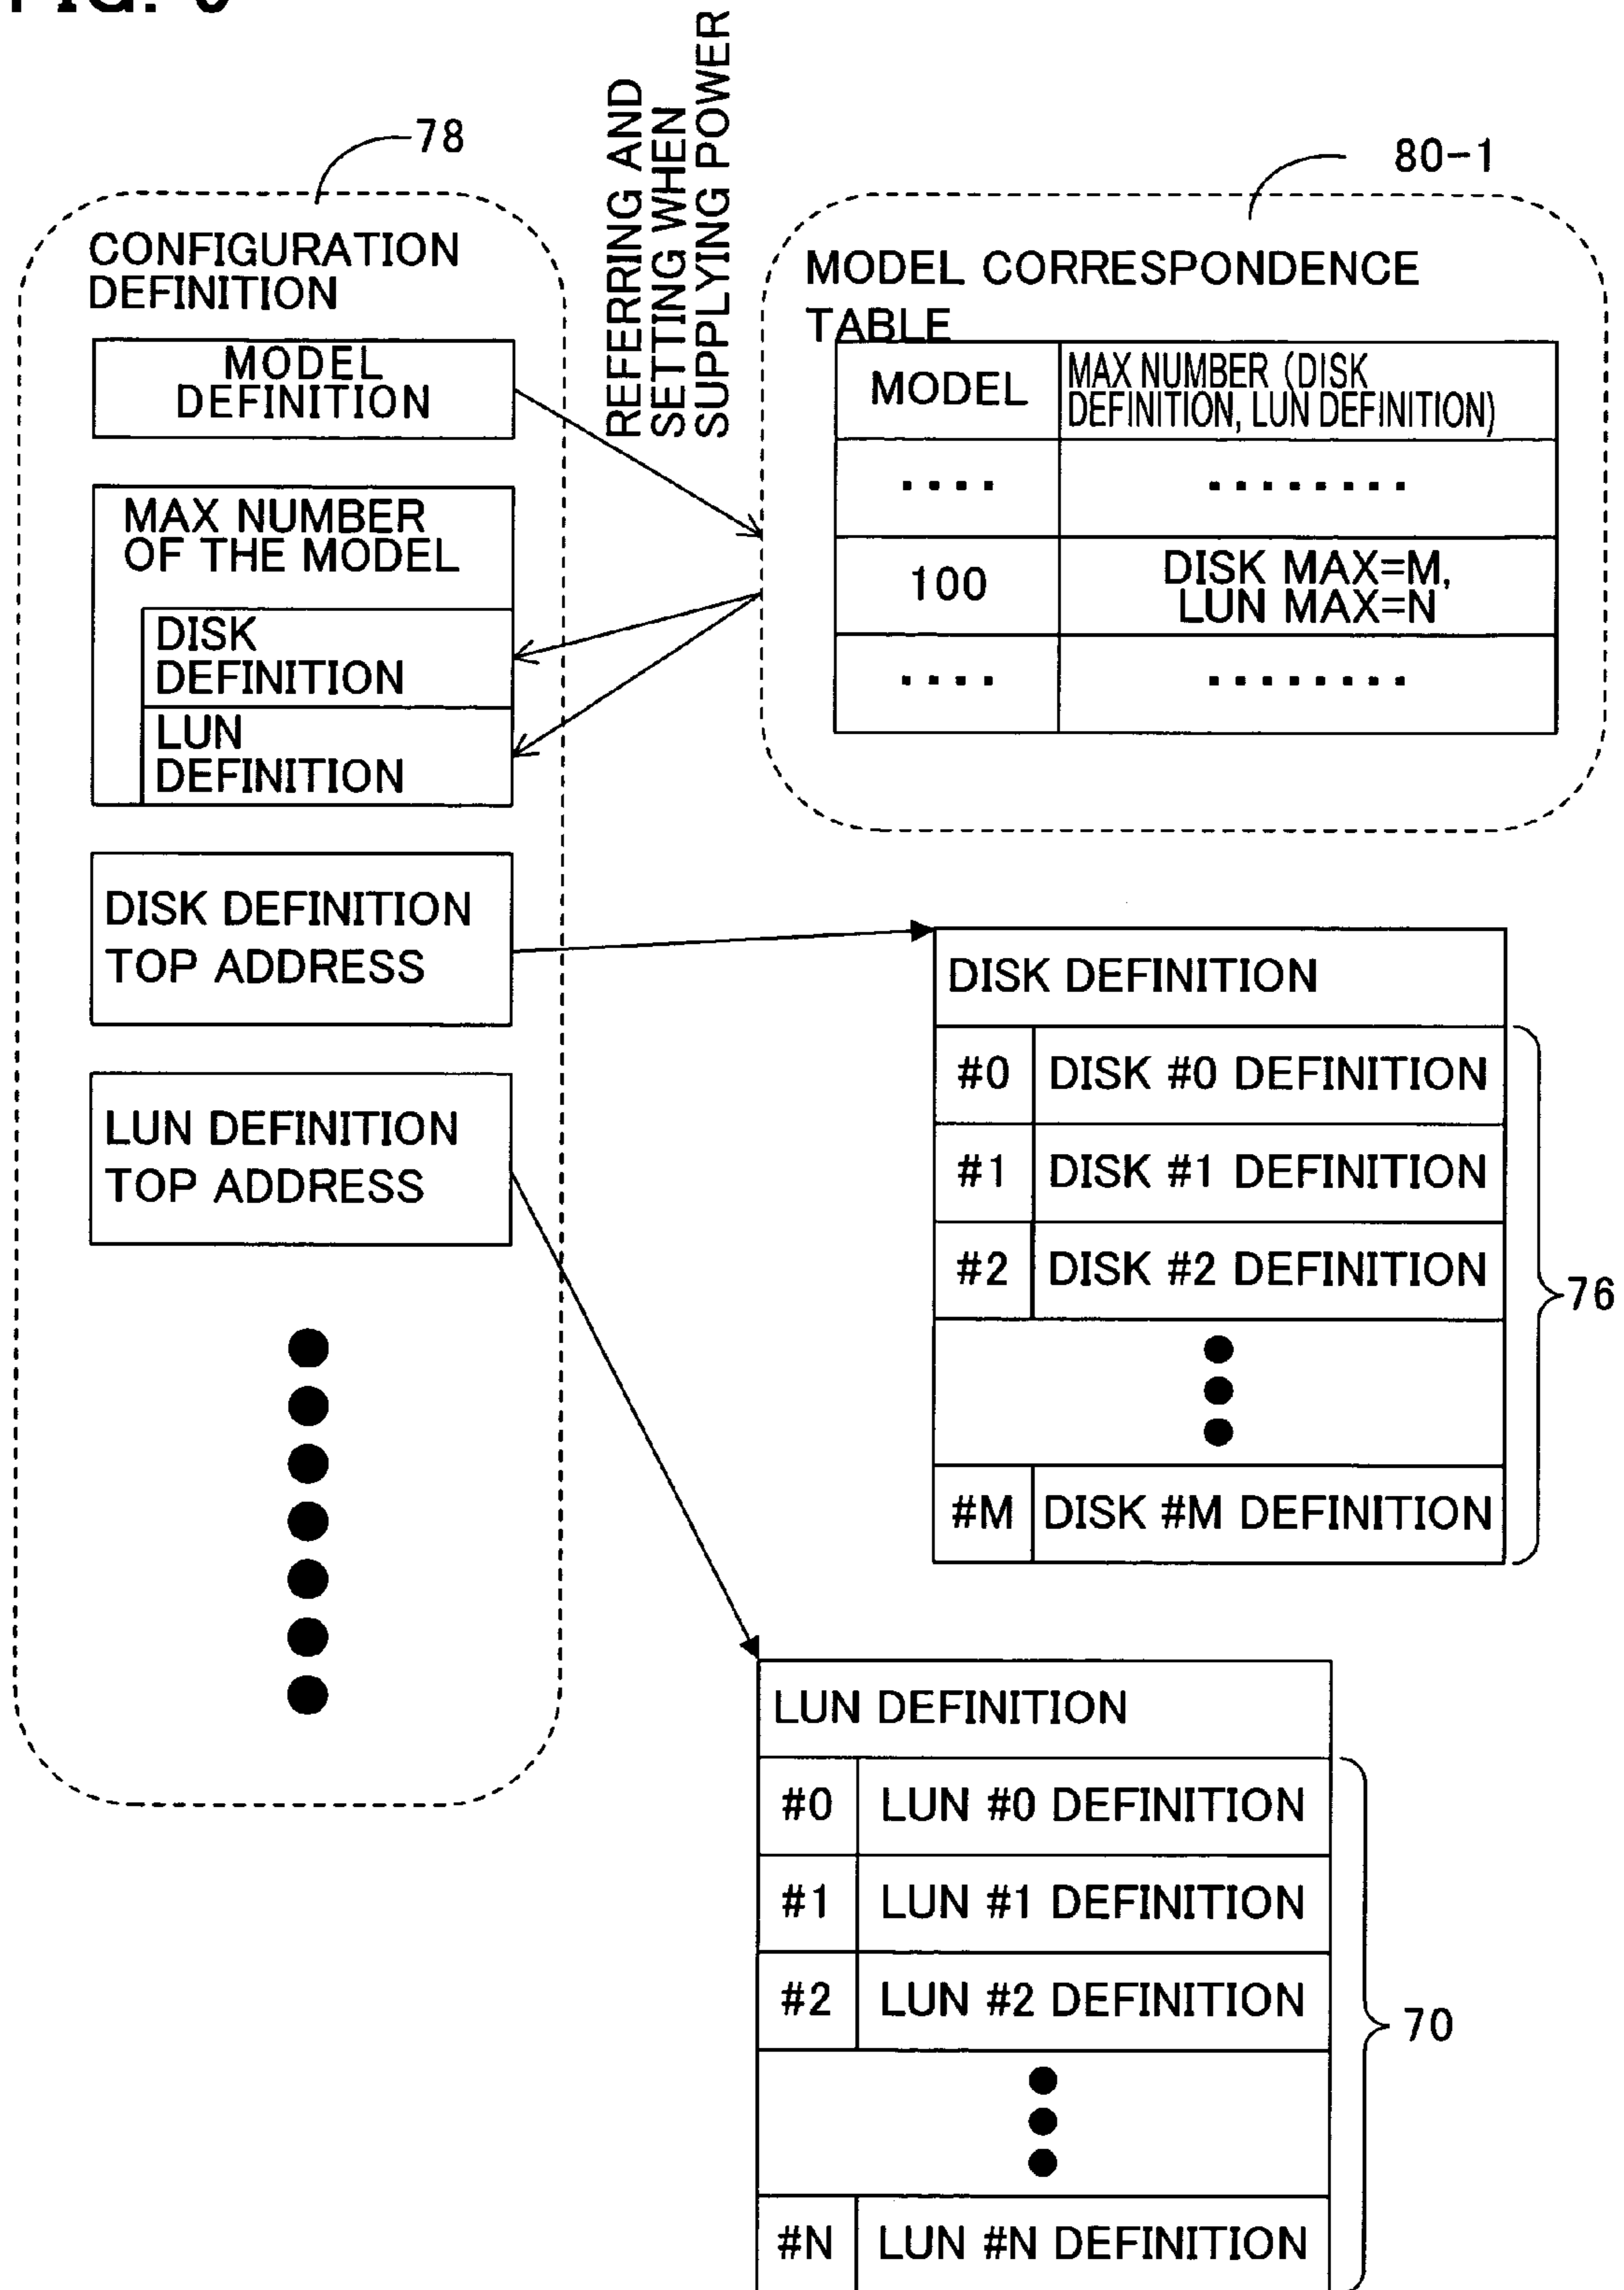 78
CONFIGURATION
DEFINITION
MODEL
DEFINITION
MAX NUMBER
OF THE MODEL
DISK
DEFINITION
LUN
DEFINITION
DISK DEFINITION
TOP ADDRESS
LUN DEFINITION
TOP ADDRESS
REFERRING AND
SETTING WHEN
SUPPLYING POWER
80-1
MODEL CORRESPONDENCE
TABLE
MODEL
MAX NUMBER (DISK
DEFINITION, LUN DEFINITION)
....
........
100
DISK MAX=M,
LUN MAX=N
....
........
DISK DEFINITION
#0 DISK #0 DEFINITION
#1 DISK #1 DEFINITION
#2 DISK #2 DEFINITION
#M DISK #M DEFINITION
76
LUN DEFINITION
#0 LUN #0 DEFINITION
#1 LUN #1 DEFINITION
#2 LUN #2 DEFINITION
#N LUN #N DEFINITION
70